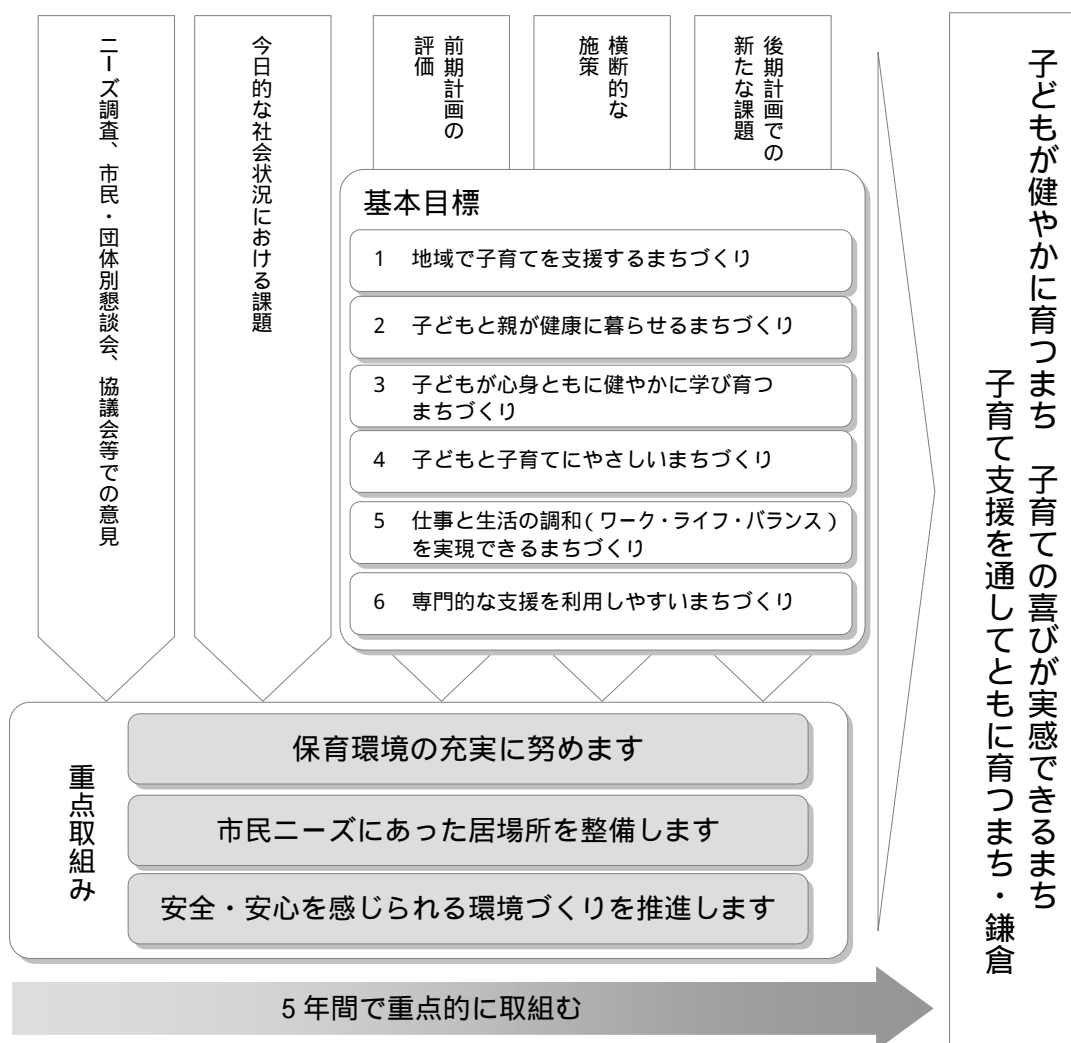 ニーズ調査、市民・団体別懇談会、協議会等での意見
今日的な社会状況における課題
前期計画の
評価
横断的な
施策
後期計画での
新たな課題
基本目標
1 地域で子育てを支援するまちづくり
2 子どもと親が健康に暮らせるまちづくり
3 子どもが心身ともに健やかに学び育つ
まちづくり
4 子どもと子育てにやさしいまちづくり
5 仕事と生活の調和(ワーク・ライフ・バランス)
を実現できるまちづくり
6 専門的な支援を利用しやすいまちづくり
重点取組み
保育環境の充実に努めます
市民ニーズにあった居場所を整備します
安全・安心を感じられる環境づくりを推進します
5年間で重点的に取組む
子どもが健やかに育つまち 子育ての喜びが実感できるまち
子育て支援を通してともに育つまち・鎌倉